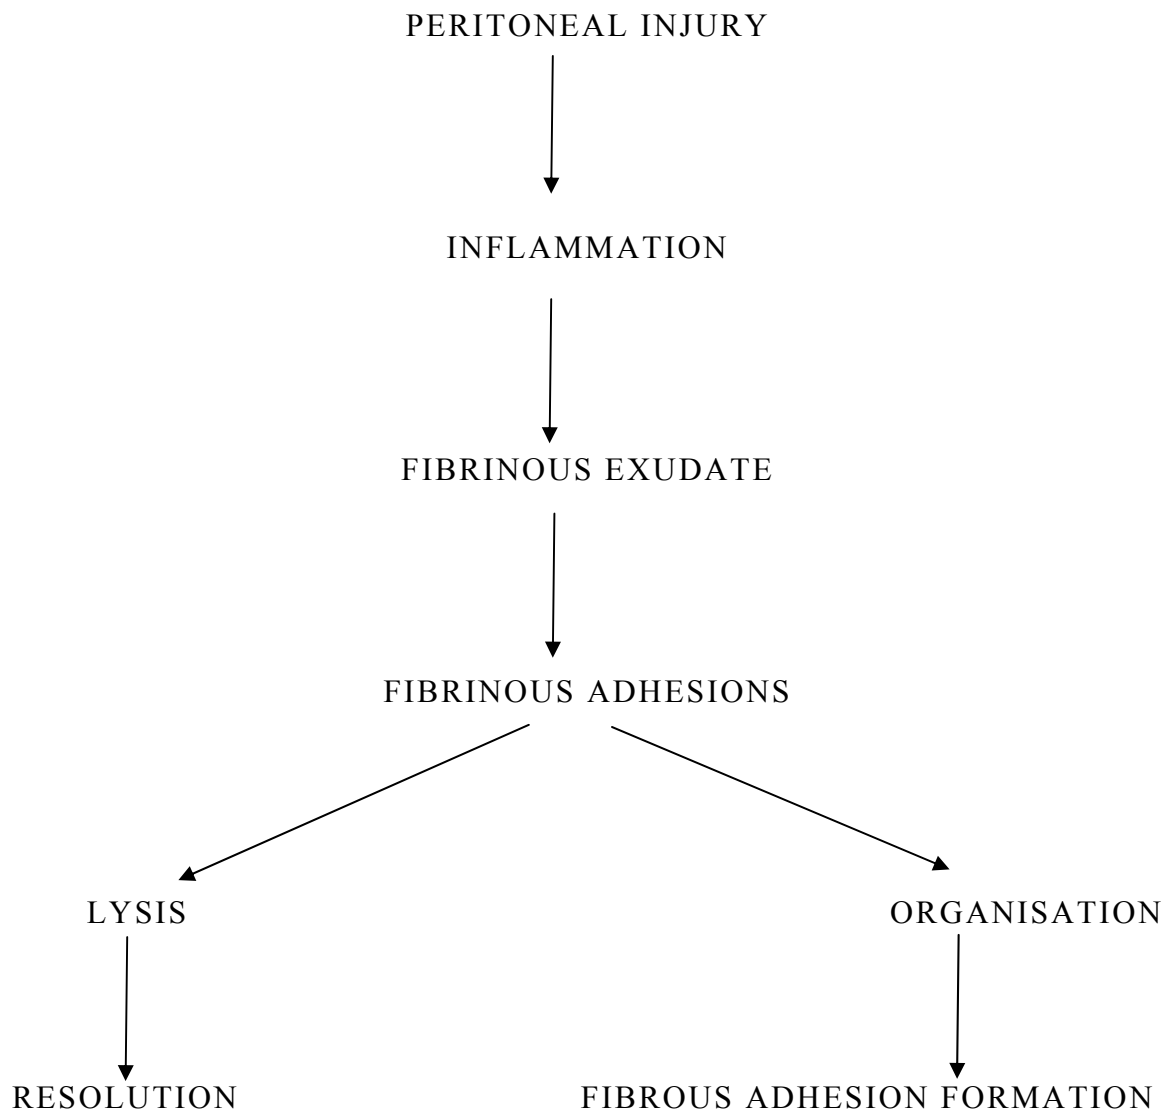 PERITONEAL INJURY
INFLAMMATION
FIBRINOUS EXUDATE
FIBRINOUS ADHESIONS
LYSIS
ORGANISATION
RESOLUTION
FIBROUS ADHESION FORMATION